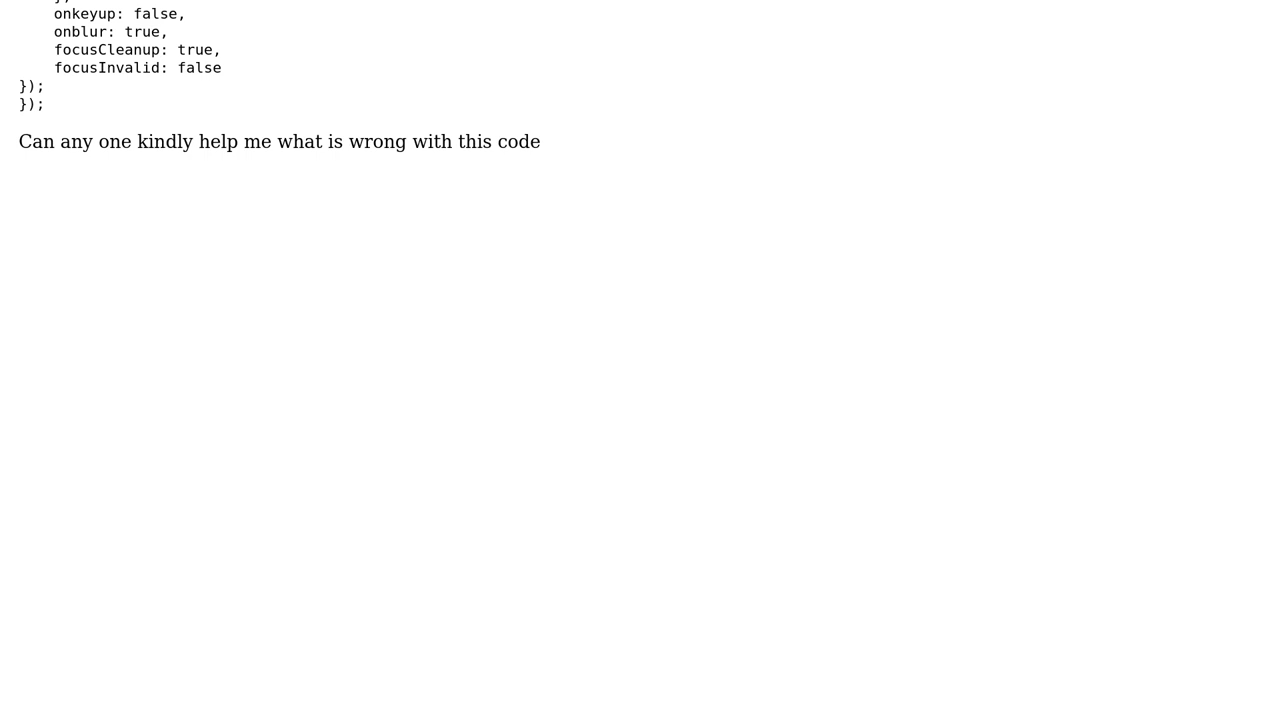 },
onkeyup: false,
onblur: true,
focusCleanup: true,
focusInvalid: false
});
});
Can any one kindly help me what is wrong with this code